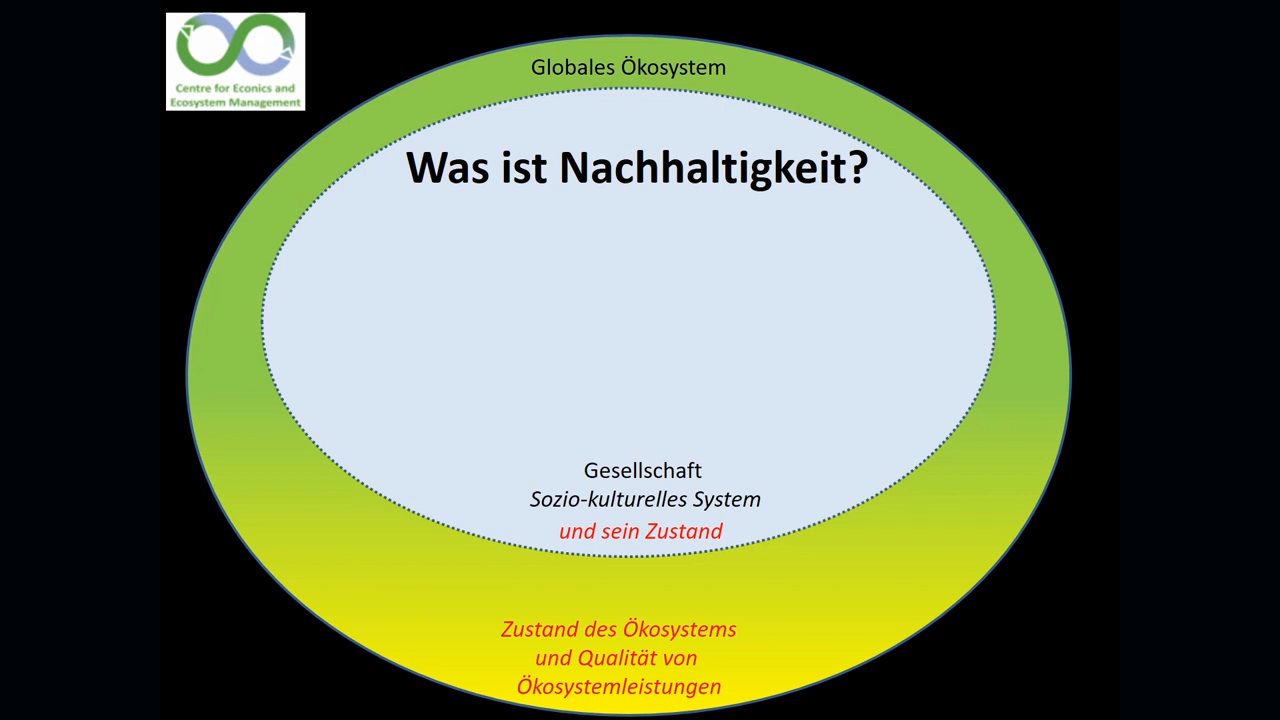 Centre for Econics and
Ecosystem Management
Globales Ökosystem
Was ist Nachhaltigkeit?
Gesellschaft
Sozio-kulturelles System
und sein Zustand
Zustand des Ökosystems
und Qualität von
Ökosystemleistungen